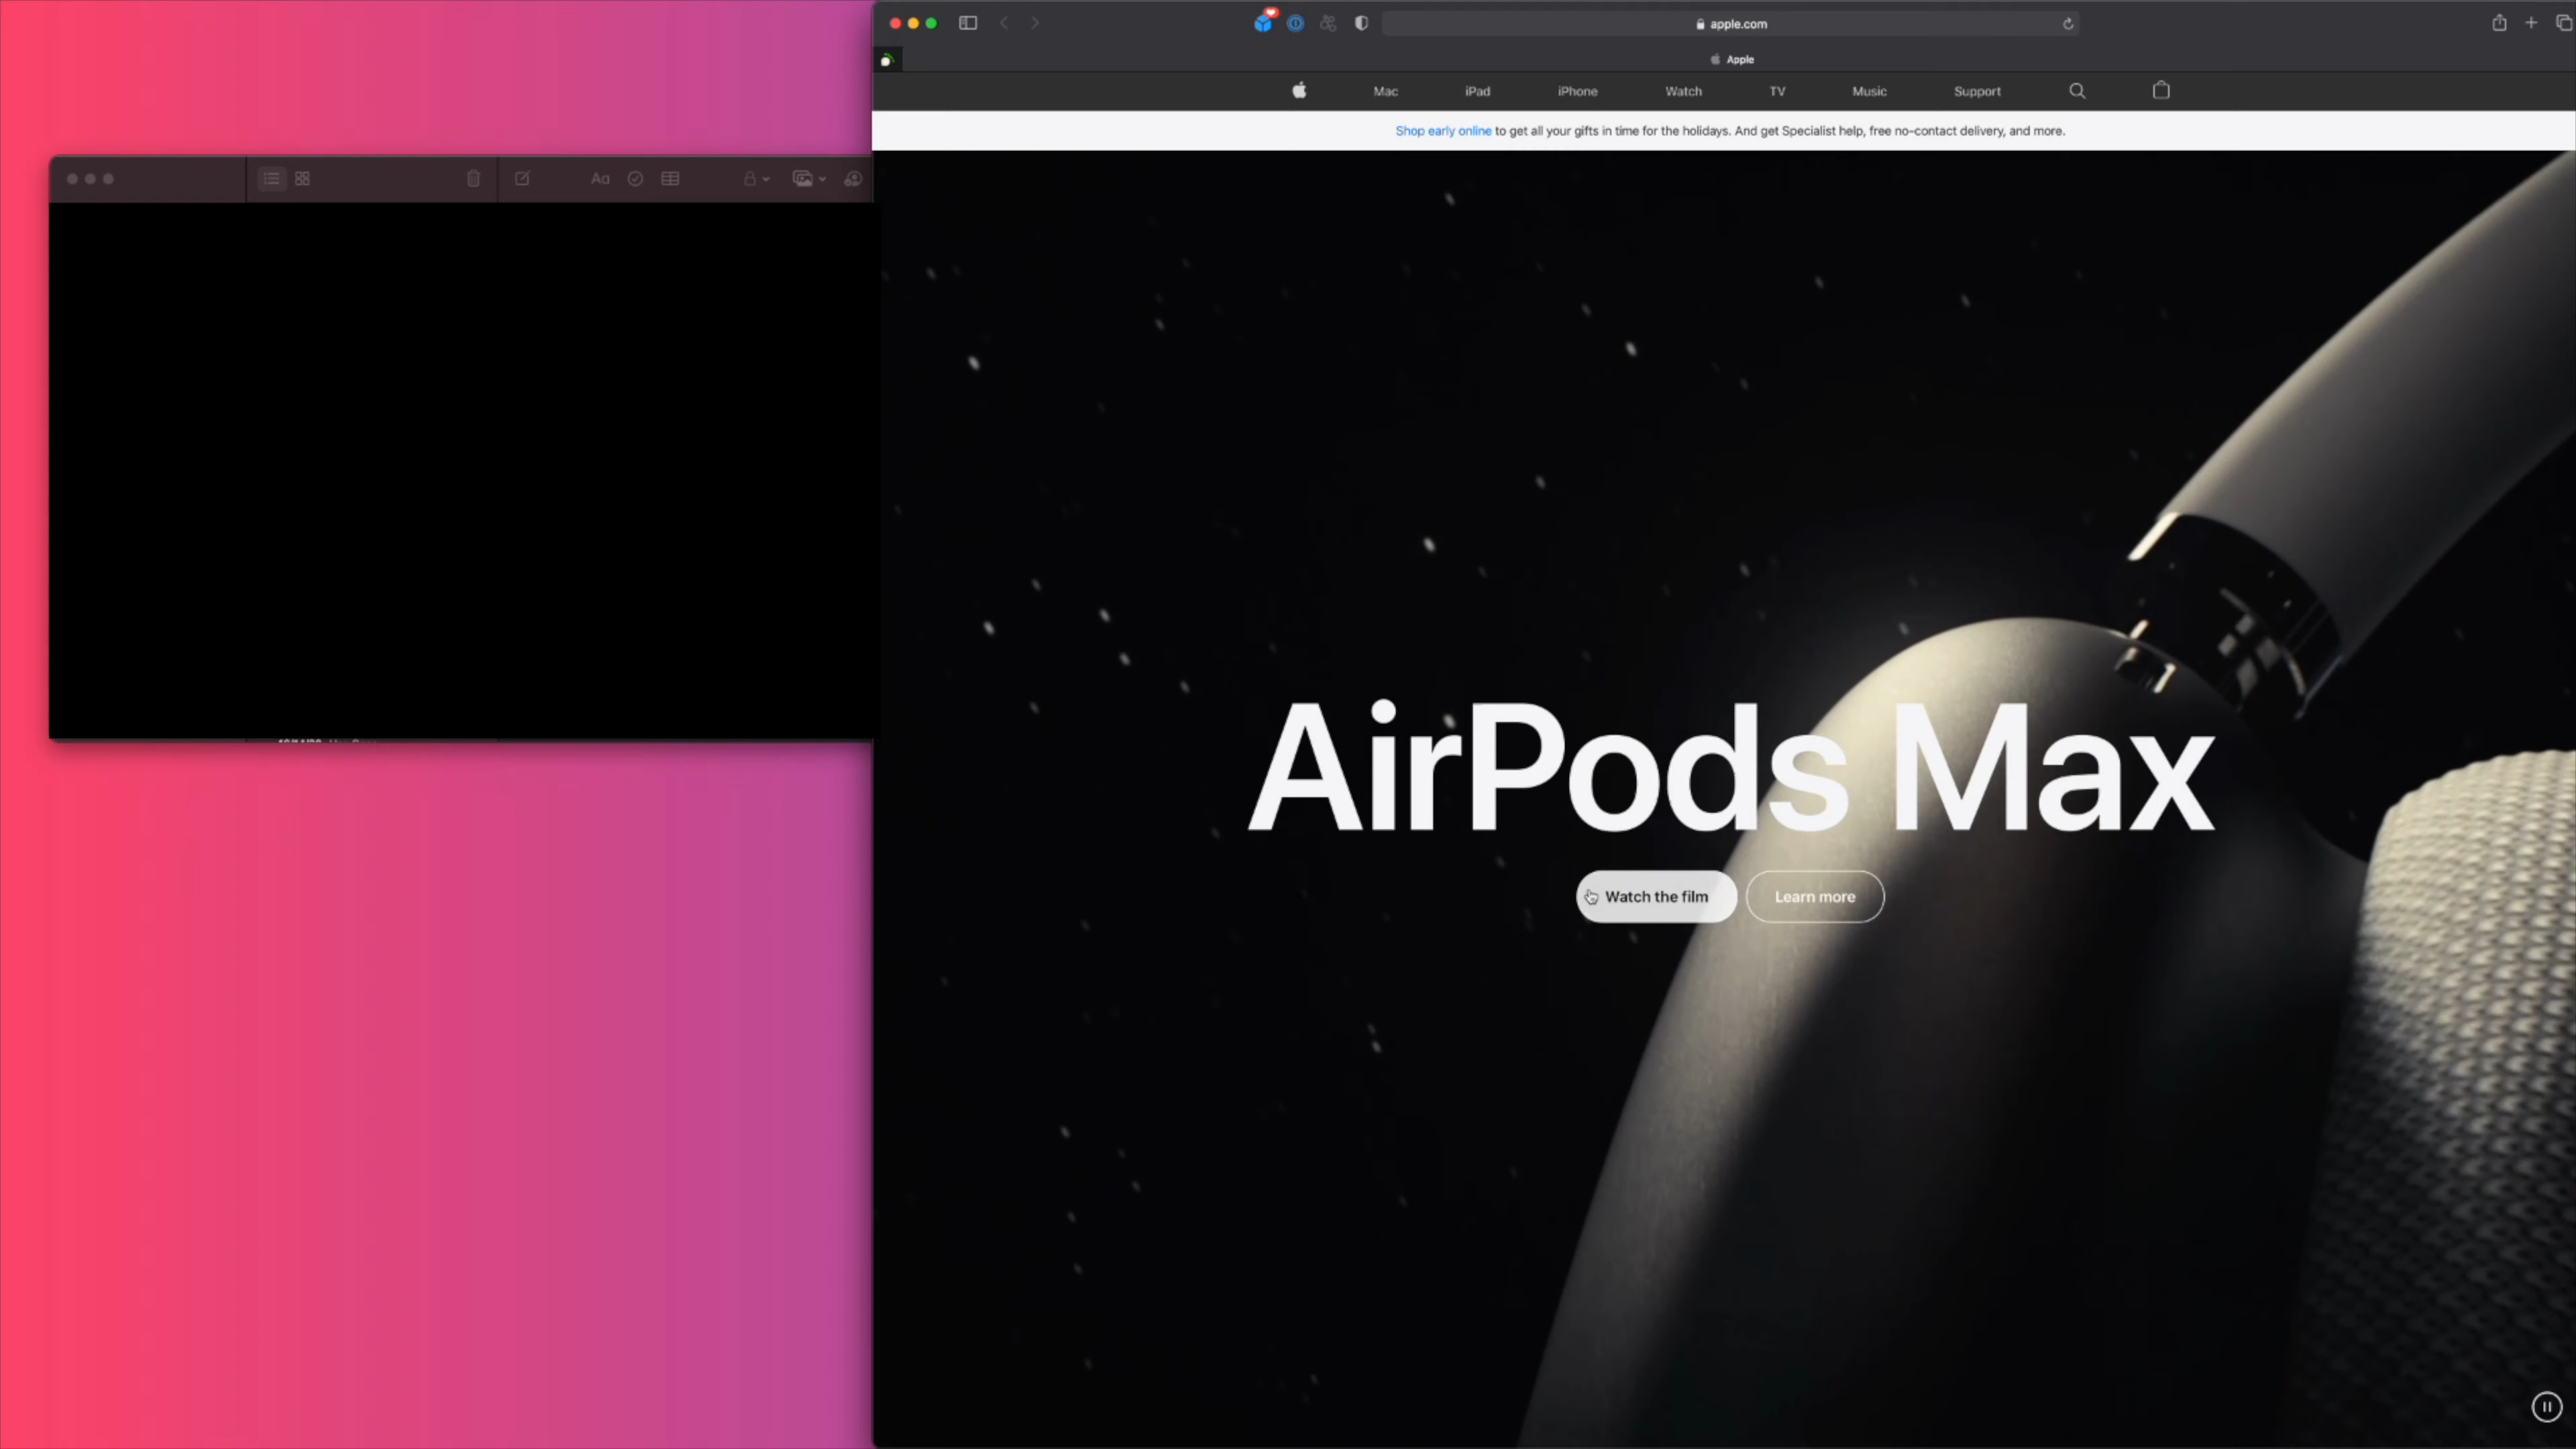 apple.com
Apple
Mac iPad iPhone Watch TV Music Support
Shop early online to get all your gifts in time for the holidays. And get Specialist help, free no-contact delivery, and more.
Aa
AirPods Max
Watch the film
Learn more